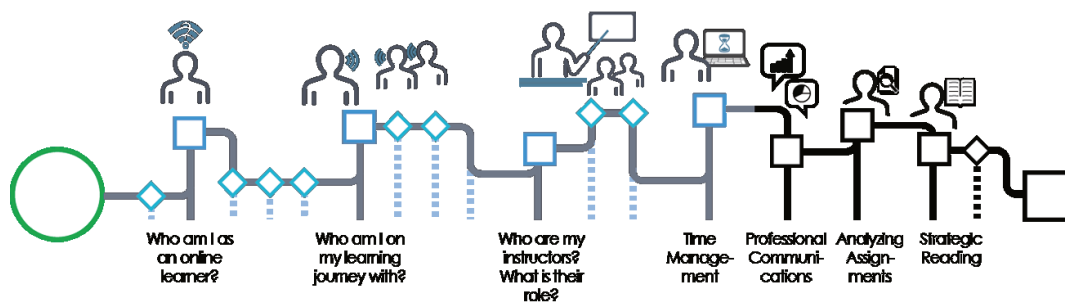 Who am I as
an online
learner?
Who am I on
my learning
journey with?
Who are my
instructors?
What is their
role?
Time
Manage-
ment
Professional
Communi-
cations
Analyzing
Assign-
ments
Strategic
Reading